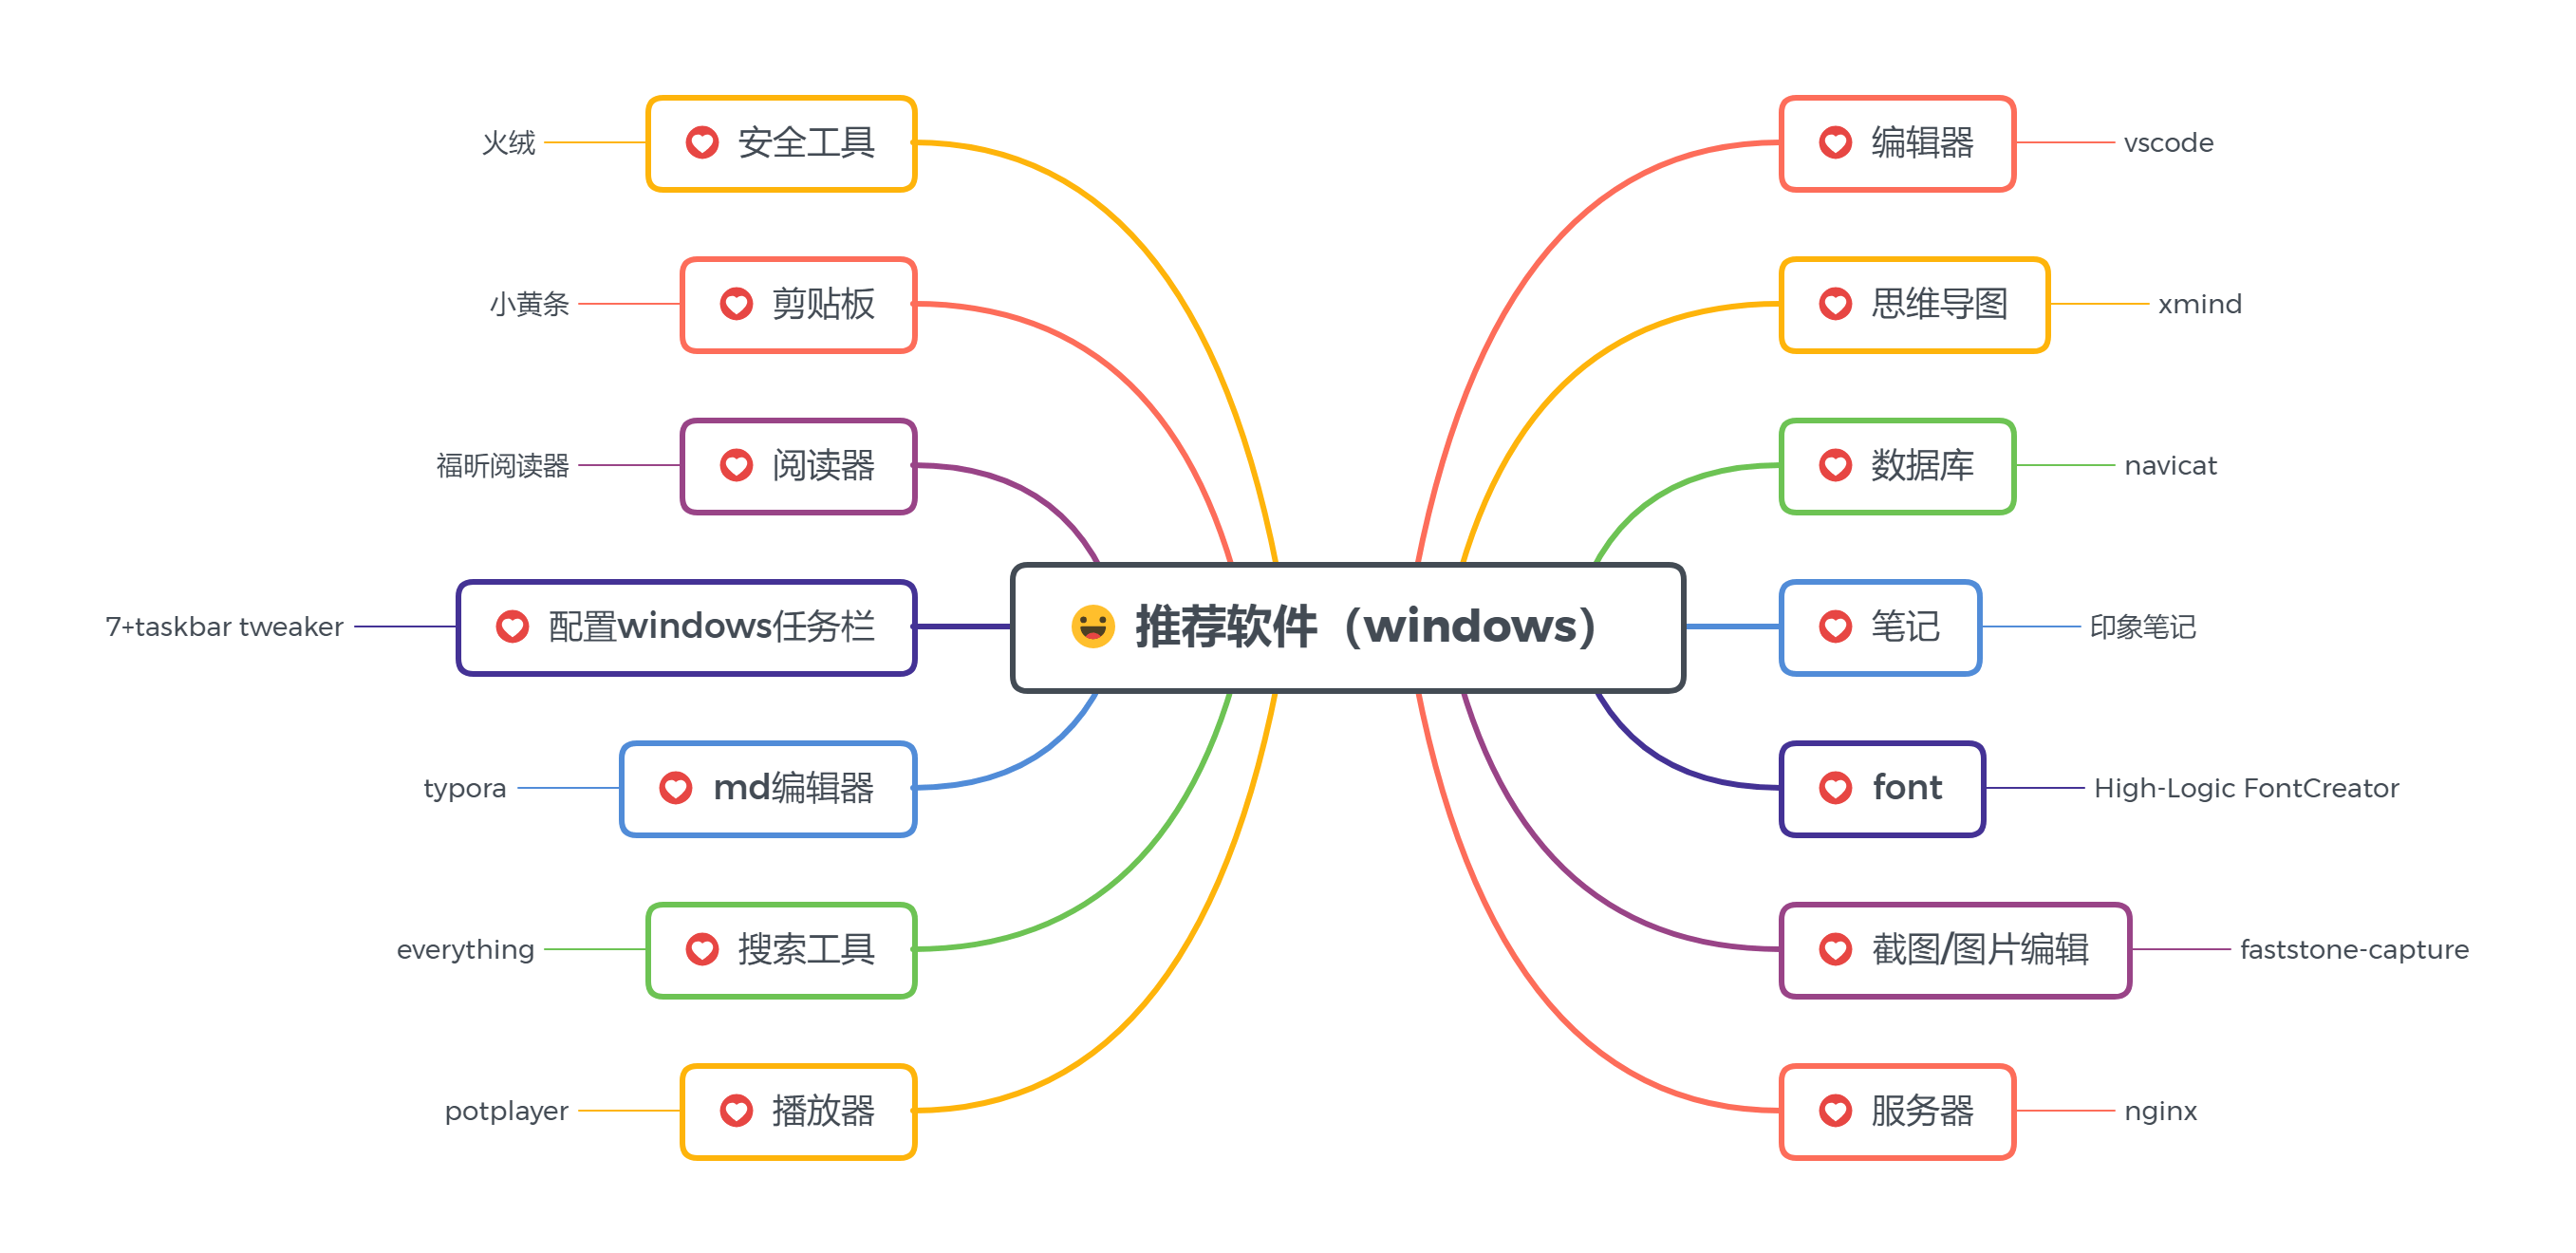 推荐软件（windows）
编辑器
vscode
思维导图
xmind
数据库
navicat
笔记
印象笔记
font
High-Logic FontCreator
截图/图片编辑
faststone-capture
服务器
nginx
安全工具
火绒
剪贴板
小黄条
阅读器
福昕阅读器
配置windows任务栏
7+taskbar tweaker
md编辑器
typora
搜索工具
everything
播放器
potplayer